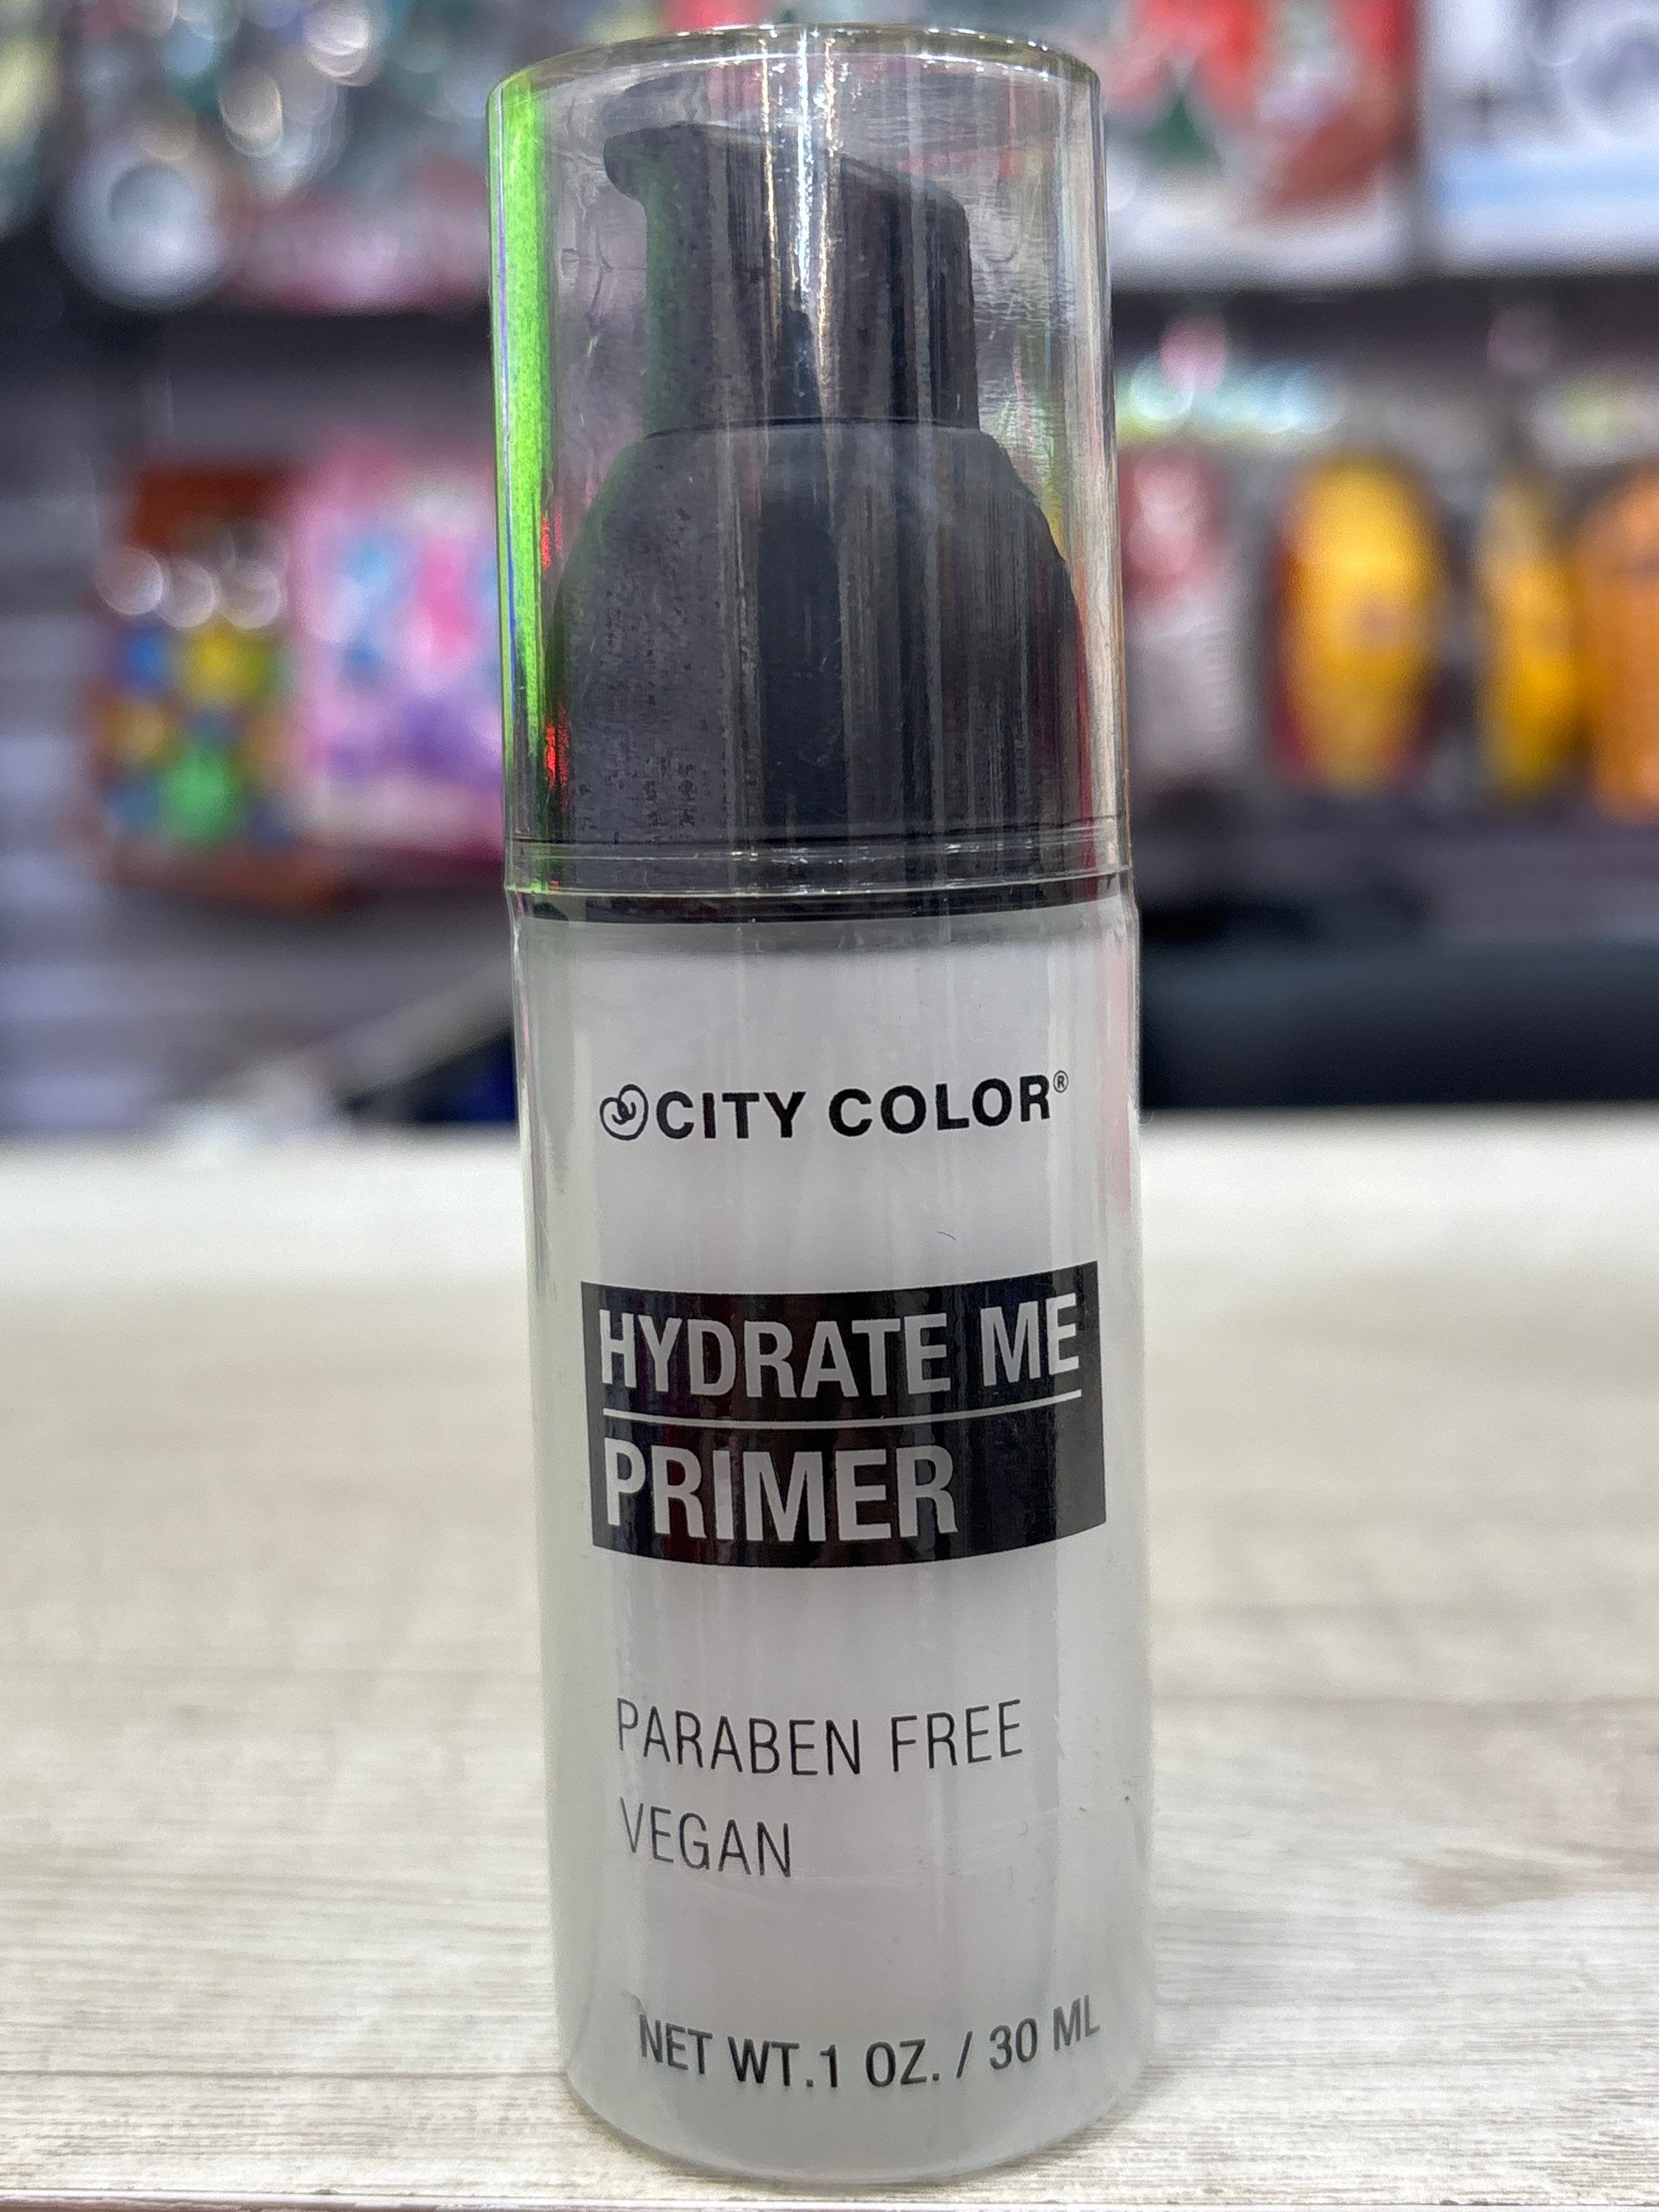 CITY COLOR®
HYDRATE ME
PRIMER
PARABEN FREE
VEGAN
NET WT.1 OZ. / 30 ML